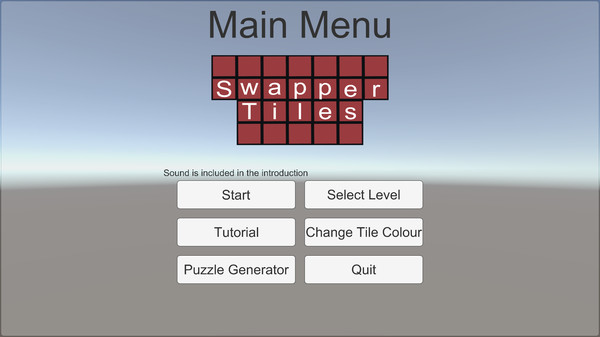 Main Menu
Swapper
Tiles
Sound is included in the introduction
Start
Select Level
Tutorial
Change Tile Colour
Puzzle Generator
Quit